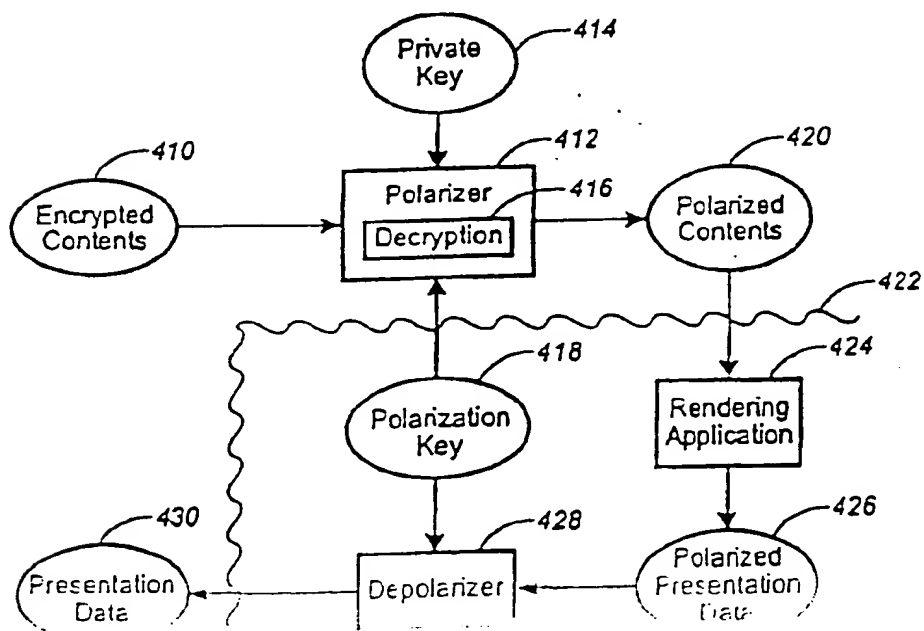 Private
Key
414
410
412
420
Encrypted
Contents
Polarizer
416
Decryption
Polarized
Contents
422
418
424
Polarization
Key
Rendering
Application
430
428
426
Presentation
Data
Depolarizer
Polarized
Presentation
Data